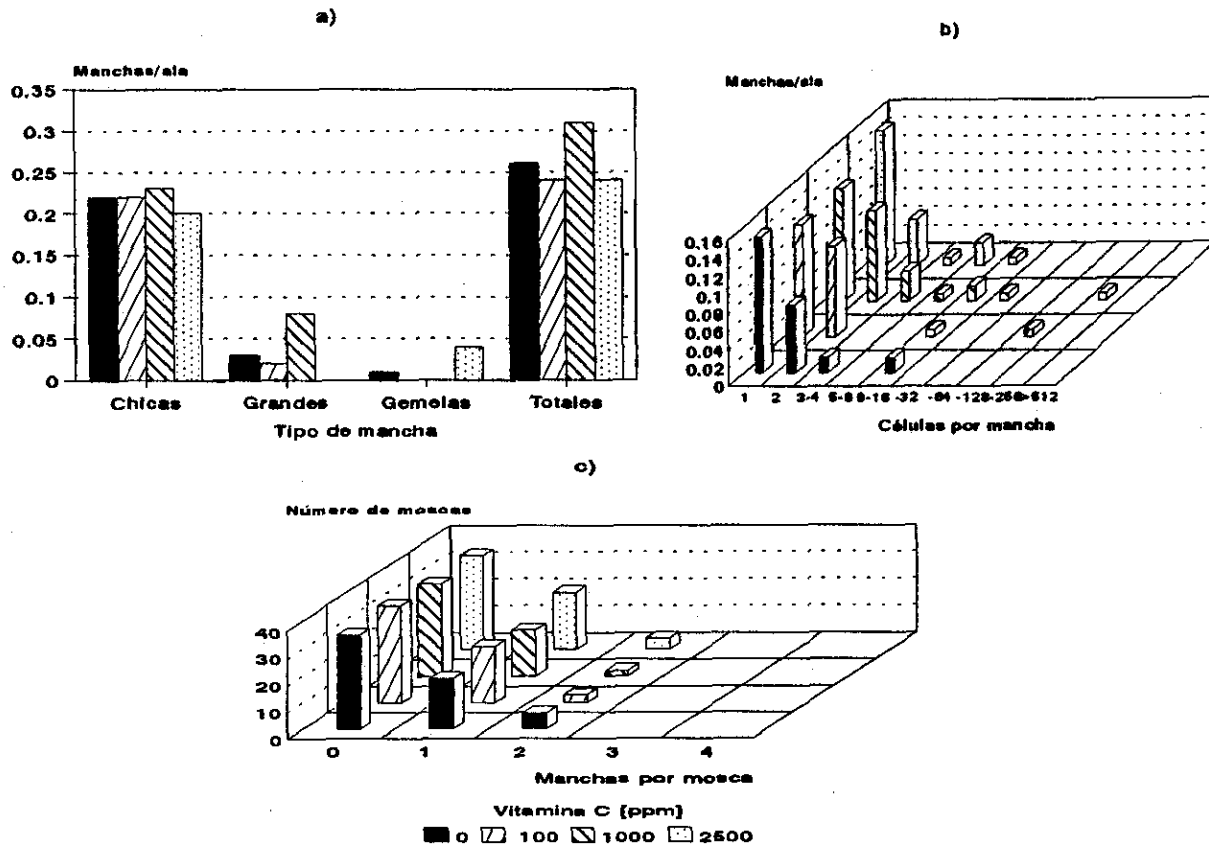 a)
Manchas/ala
0.35
0.3
0.25
0.2
0.15
0.1
0.05
0
Chicas Grandes Gemelas Totales
Tipo de mancha
b)
Manchas/ala
0.16
0.14
0.12
0.1
0.08
0.06
0.04
0.02
0
1 2 3-4 5-8 9-16 -32 -64 -128
Células por mancha
c)
Número de moscas
40
30
20
10
0
0 1 2 3 4
Manchas por mosca
Vitamina C [ppm]
0 100 1000 2500